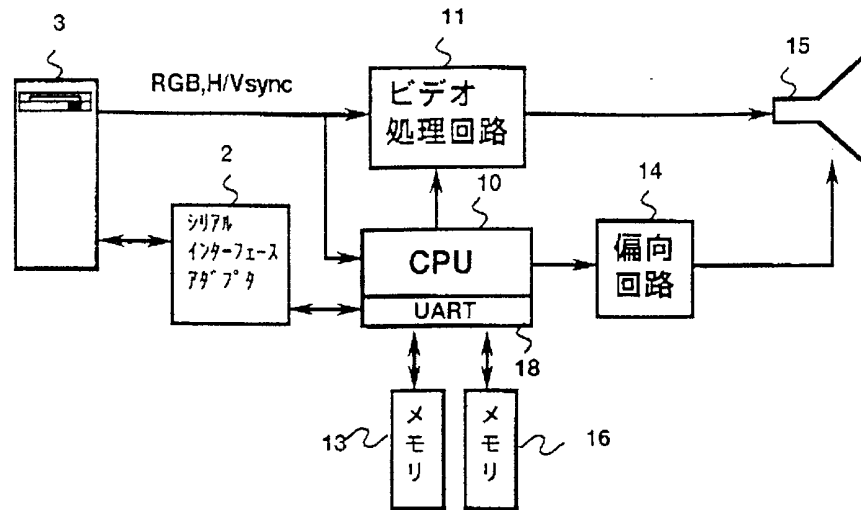 3
11
15
RGB,H/Vsync
ビデオ
処理回路
2
10
14
シリアル
インターフェース
アダプタ
CPU
偏向
回路
UART
18
メモリ
メモリ
13
16